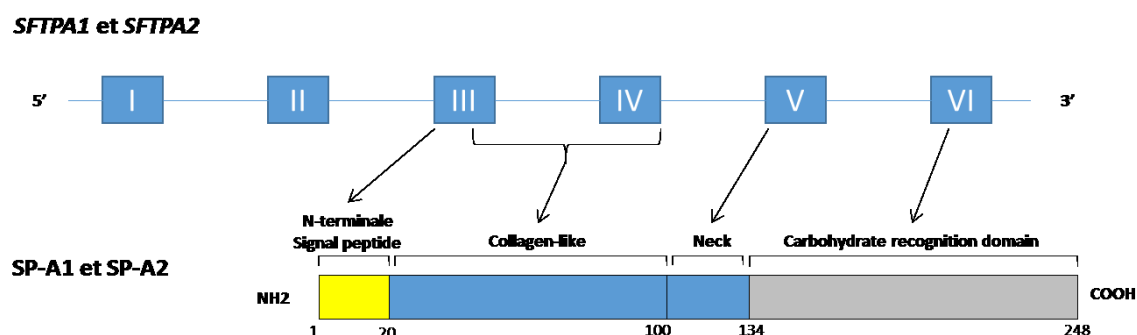 SFTPA1 et SFTPA2
5’ I II III IV V VI 3’
N-terminale
Signal peptide Collagen-like Neck Carbohydrate recognition domain
SP-A1 et SP-A2
NH2 COOH
1 20 100 134 248